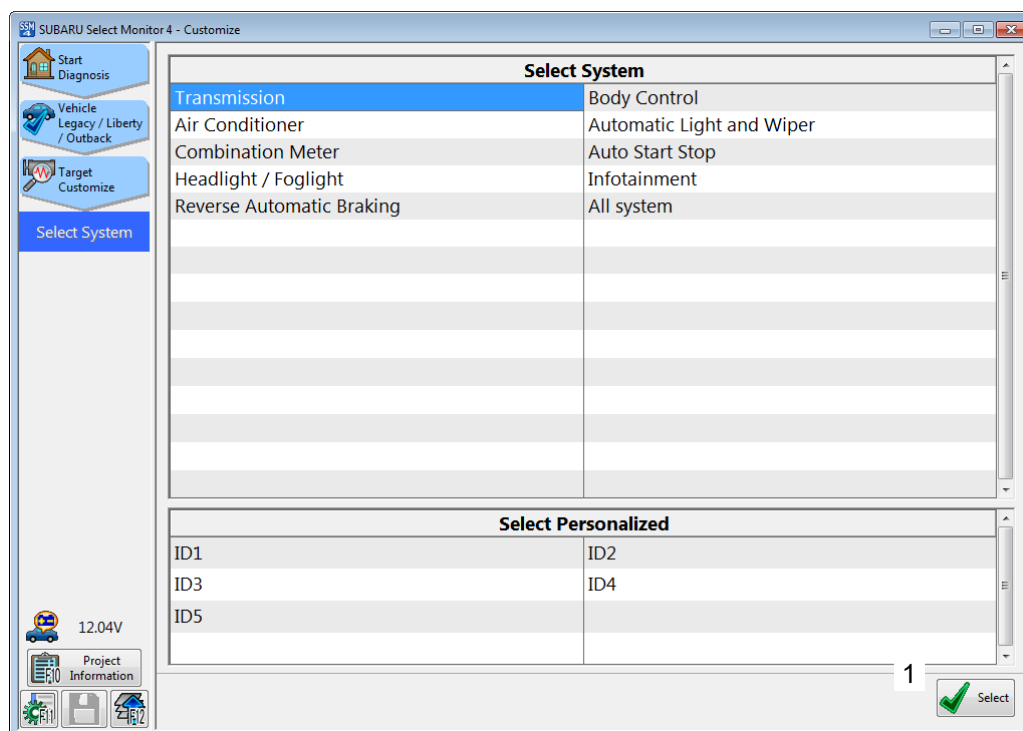 SSM 4 SUBARU Select Monitor 4 - Customize
Start
Diagnosis
Vehicle
Legacy / Liberty
/ Outback
Target
Customize
Select System
Select System
Transmission Body Control
Air Conditioner Automatic Light and Wiper
Combination Meter Auto Start Stop
Headlight / Foglight Infotainment
Reverse Automatic Braking All system
Select Personalized
ID1 ID2
ID3 ID4
ID5
12.04V
F10 Project
Information
F11 F12
1
Select